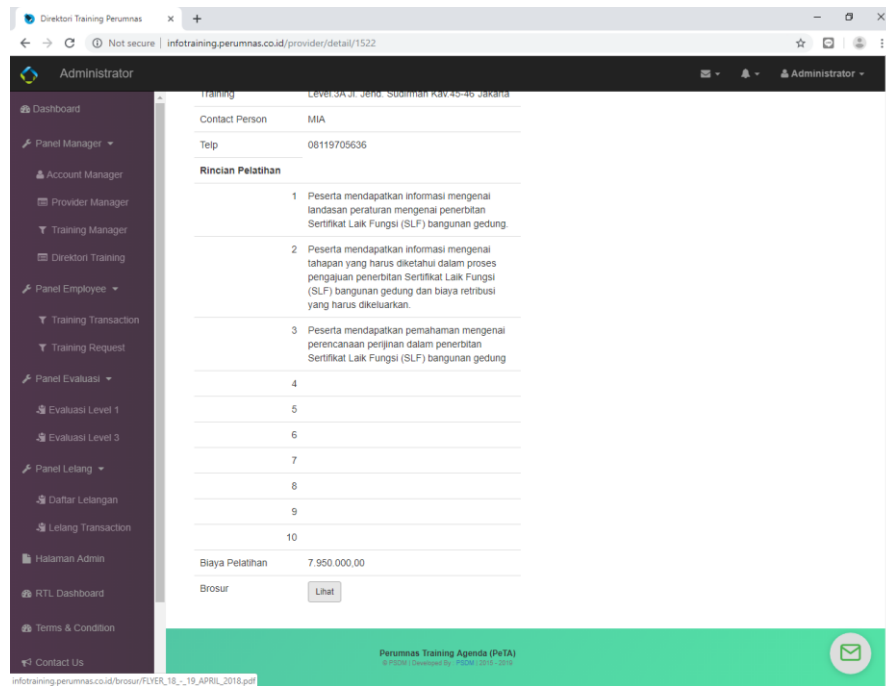 Direktori Training Perumnas
Not secure | infotraining.perumnas.co.id/provider/detail/1522
Administrator
Administrator
Dashboard
Panel Manager
Account Manager
Provider Manager
Training Manager
Direktori Training
Panel Employee
Training Transaction
Training Request
Panel Evaluasi
Evaluasi Level 1
Evaluasi Level 3
Panel Lelang
Daftar Lelangan
Lelang Transaction
Halaman Admin
RTL Dashboard
Terms & Condition
Contact Us
Training Level.3A Jl. Jend. Sudirman Kav.45-46 Jakarta
Contact Person MIA
Telp 08119705636
Rincian Pelatihan
1 Peserta mendapatkan informasi mengenai
landasan peraturan mengenai penerbitan
Sertifikat Laik Fungsi (SLF) bangunan gedung.
2 Peserta mendapatkan informasi mengenai
tahapan yang harus diketahui dalam proses
pengajuan penerbitan Sertifikat Laik Fungsi
(SLF) bangunan gedung dan biaya retribusi
yang harus dikeluarkan.
3 Peserta mendapatkan pemahaman mengenai
perencanaan perijinan dalam penerbitan
Sertifikat Laik Fungsi (SLF) bangunan gedung
4
5
6
7
8
9
10
Biaya Pelatihan 7.950.000,00
Brosur Lihat
Perumnas Training Agenda (PeTA)
© PSDM | Developed By : PSDM | 2015 - 2019
infotraining.perumnas.co.id/brosur/FLYER_18_-_19_APRIL_2018.pdf